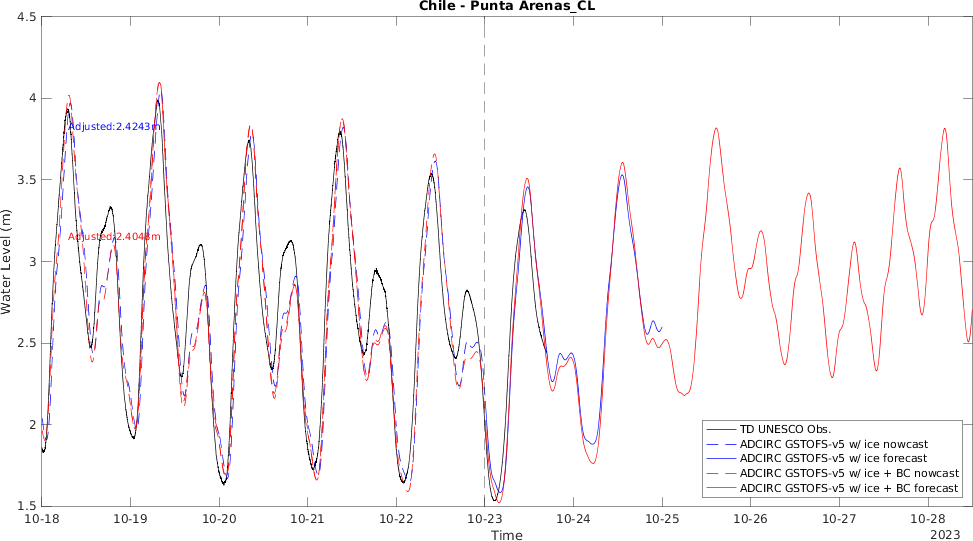 Chile - Punta Arenas_CL
4.5
4
3.5
3
2.5
2
1.5
Water Level (m)
Adjusted:2.4243m
Adjusted:2.4048m
TD UNESCO Obs.
ADCIRC GSTOFS-v5 w/ ice nowcast
ADCIRC GSTOFS-v5 w/ ice forecast
ADCIRC GSTOFS-v5 w/ ice + BC nowcast
ADCIRC GSTOFS-v5 w/ ice + BC forecast
10-18 10-19 10-20 10-21 10-22 10-23 10-24 10-25 10-26 10-27 10-28
Time
2023